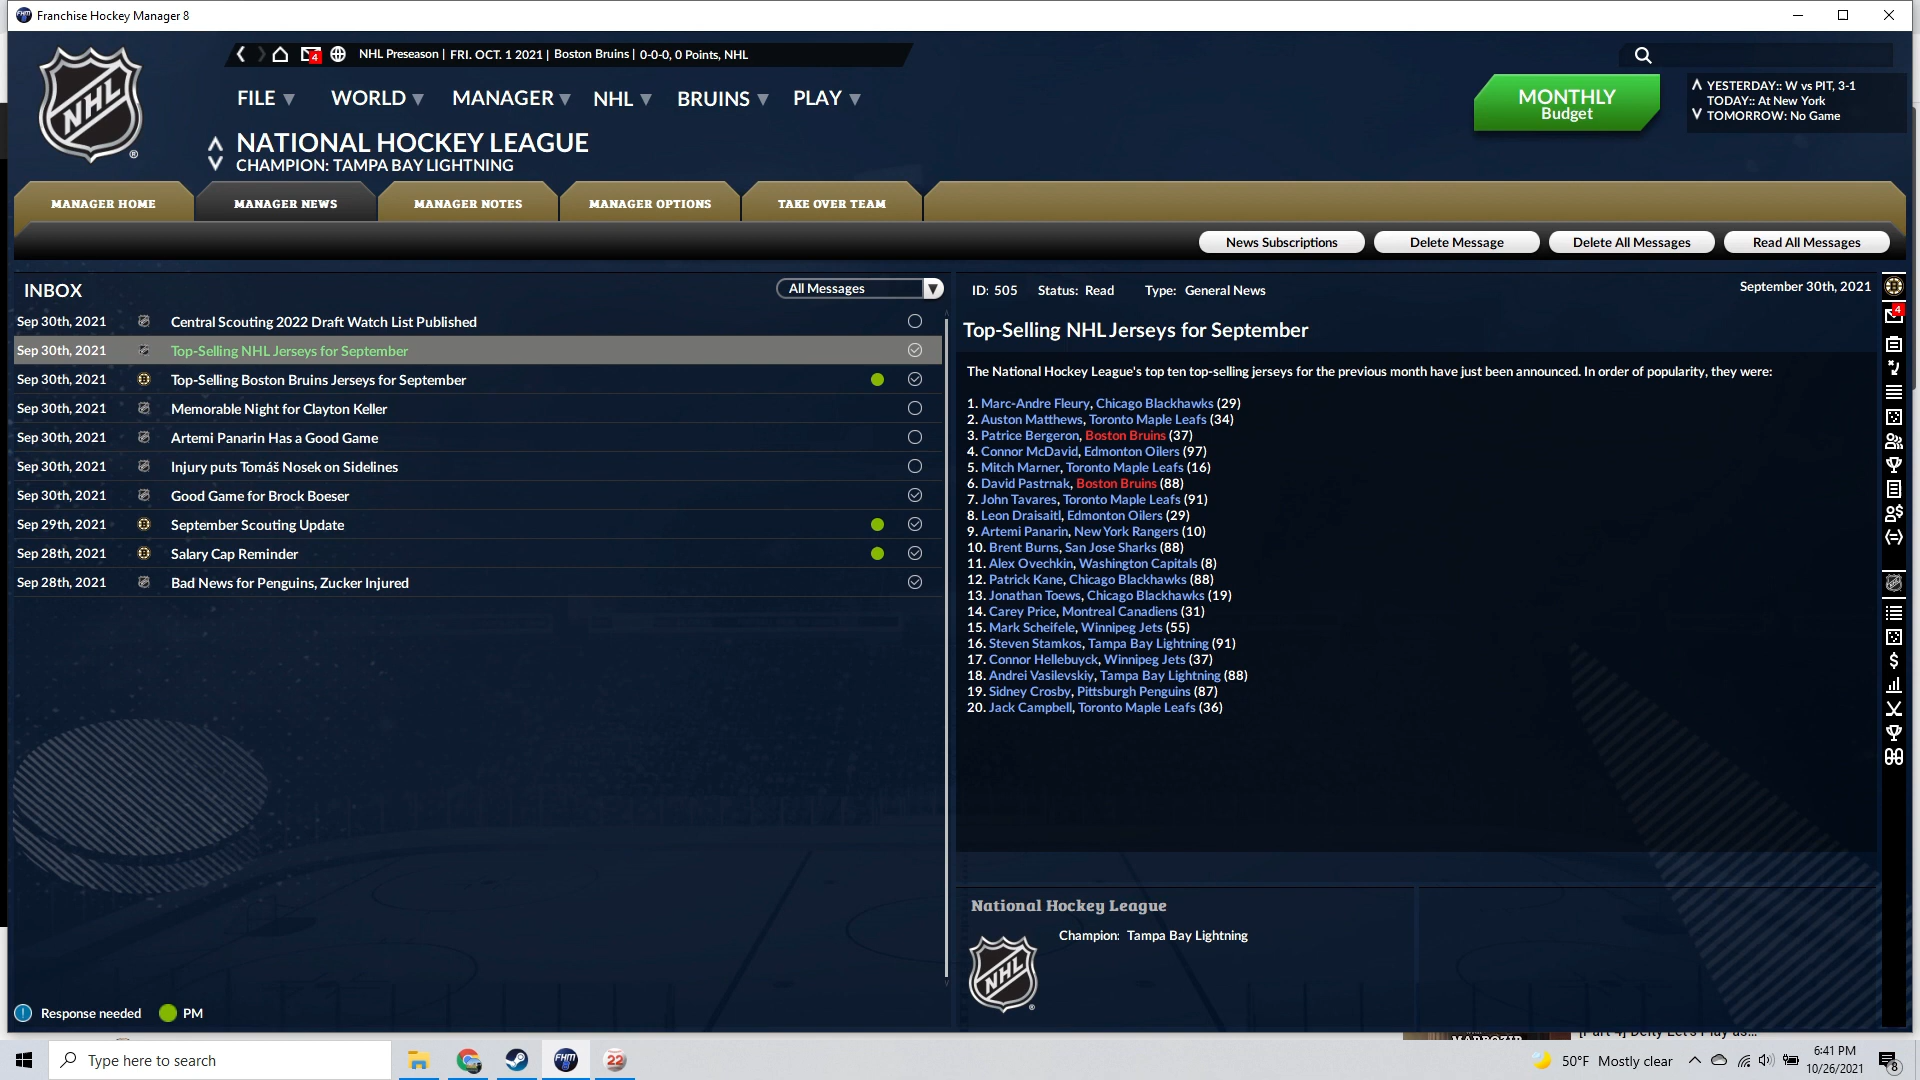 Franchise Hockey Manager 8
4 NHL Preseason | FRI. OCT. 1 2021 | Boston Bruins | 0-0-0, 0 Points, NHL
FILE WORLD MANAGER NHL BRUINS PLAY
MONTHLY
Budget
YESTERDAY:: W vs PIT, 3-1
TODAY:: At New York
TOMORROW: No Game
NHL
NATIONAL HOCKEY LEAGUE
CHAMPION: TAMPA BAY LIGHTNING
MANAGER HOME MANAGER NEWS MANAGER NOTES MANAGER OPTIONS TAKE OVER TEAM
News Subscriptions Delete Message Delete All Messages Read All Messages
INBOX All Messages
Sep 30th, 2021 Central Scouting 2022 Draft Watch List Published
Sep 30th, 2021 Top-Selling NHL Jerseys for September
Sep 30th, 2021 Top-Selling Boston Bruins Jerseys for September
Sep 30th, 2021 Memorable Night for Clayton Keller
Sep 30th, 2021 Artemi Panarin Has a Good Game
Sep 30th, 2021 Injury puts Tomáš Nosek on Sidelines
Sep 30th, 2021 Good Game for Brock Boeser
Sep 29th, 2021 September Scouting Update
Sep 28th, 2021 Salary Cap Reminder
Sep 28th, 2021 Bad News for Penguins, Zucker Injured
Response needed PM
ID: 505 Status: Read Type: General News September 30th, 2021
4
Top-Selling NHL Jerseys for September
The National Hockey League's top ten top-selling jerseys for the previous month have just been announced. In order of popularity, they were:
1. Marc-Andre Fleury, Chicago Blackhawks (29)
2. Auston Matthews, Toronto Maple Leafs (34)
3. Patrice Bergeron, Boston Bruins (37)
4. Connor McDavid, Edmonton Oilers (97)
5. Mitch Marner, Toronto Maple Leafs (16)
6. David Pastrnak, Boston Bruins (88)
7. John Tavares, Toronto Maple Leafs (91)
8. Leon Draisaitl, Edmonton Oilers (29)
9. Artemi Panarin, New York Rangers (10)
10. Brent Burns, San Jose Sharks (88)
11. Alex Ovechkin, Washington Capitals (8)
12. Patrick Kane, Chicago Blackhawks (88)
13. Jonathan Toews, Chicago Blackhawks (19)
14. Carey Price, Montreal Canadiens (31)
15. Mark Scheifele, Winnipeg Jets (55)
16. Steven Stamkos, Tampa Bay Lightning (91)
17. Connor Hellebuyck, Winnipeg Jets (37)
18. Andrei Vasilevskiy, Tampa Bay Lightning (88)
19. Sidney Crosby, Pittsburgh Penguins (87)
20. Jack Campbell, Toronto Maple Leafs (36)
National Hockey League
Champion: Tampa Bay Lightning
NHL
Type here to search
FHM
22
50°F Mostly clear
6:41 PM
10/26/2021
8